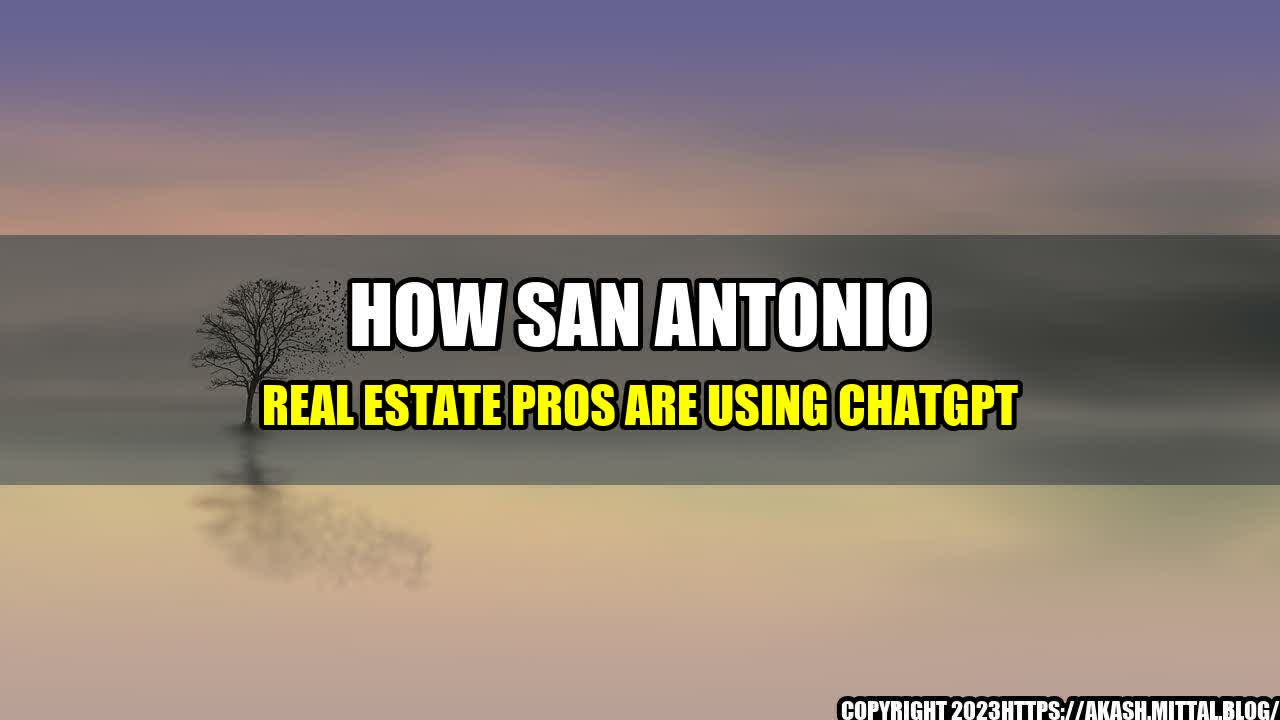 HOW SAN ANTONIO
REAL ESTATE PROS ARE USING CHATGPT
COPYRIGHT 2023HTTPS://AKASH.MITTAL.BLOG/